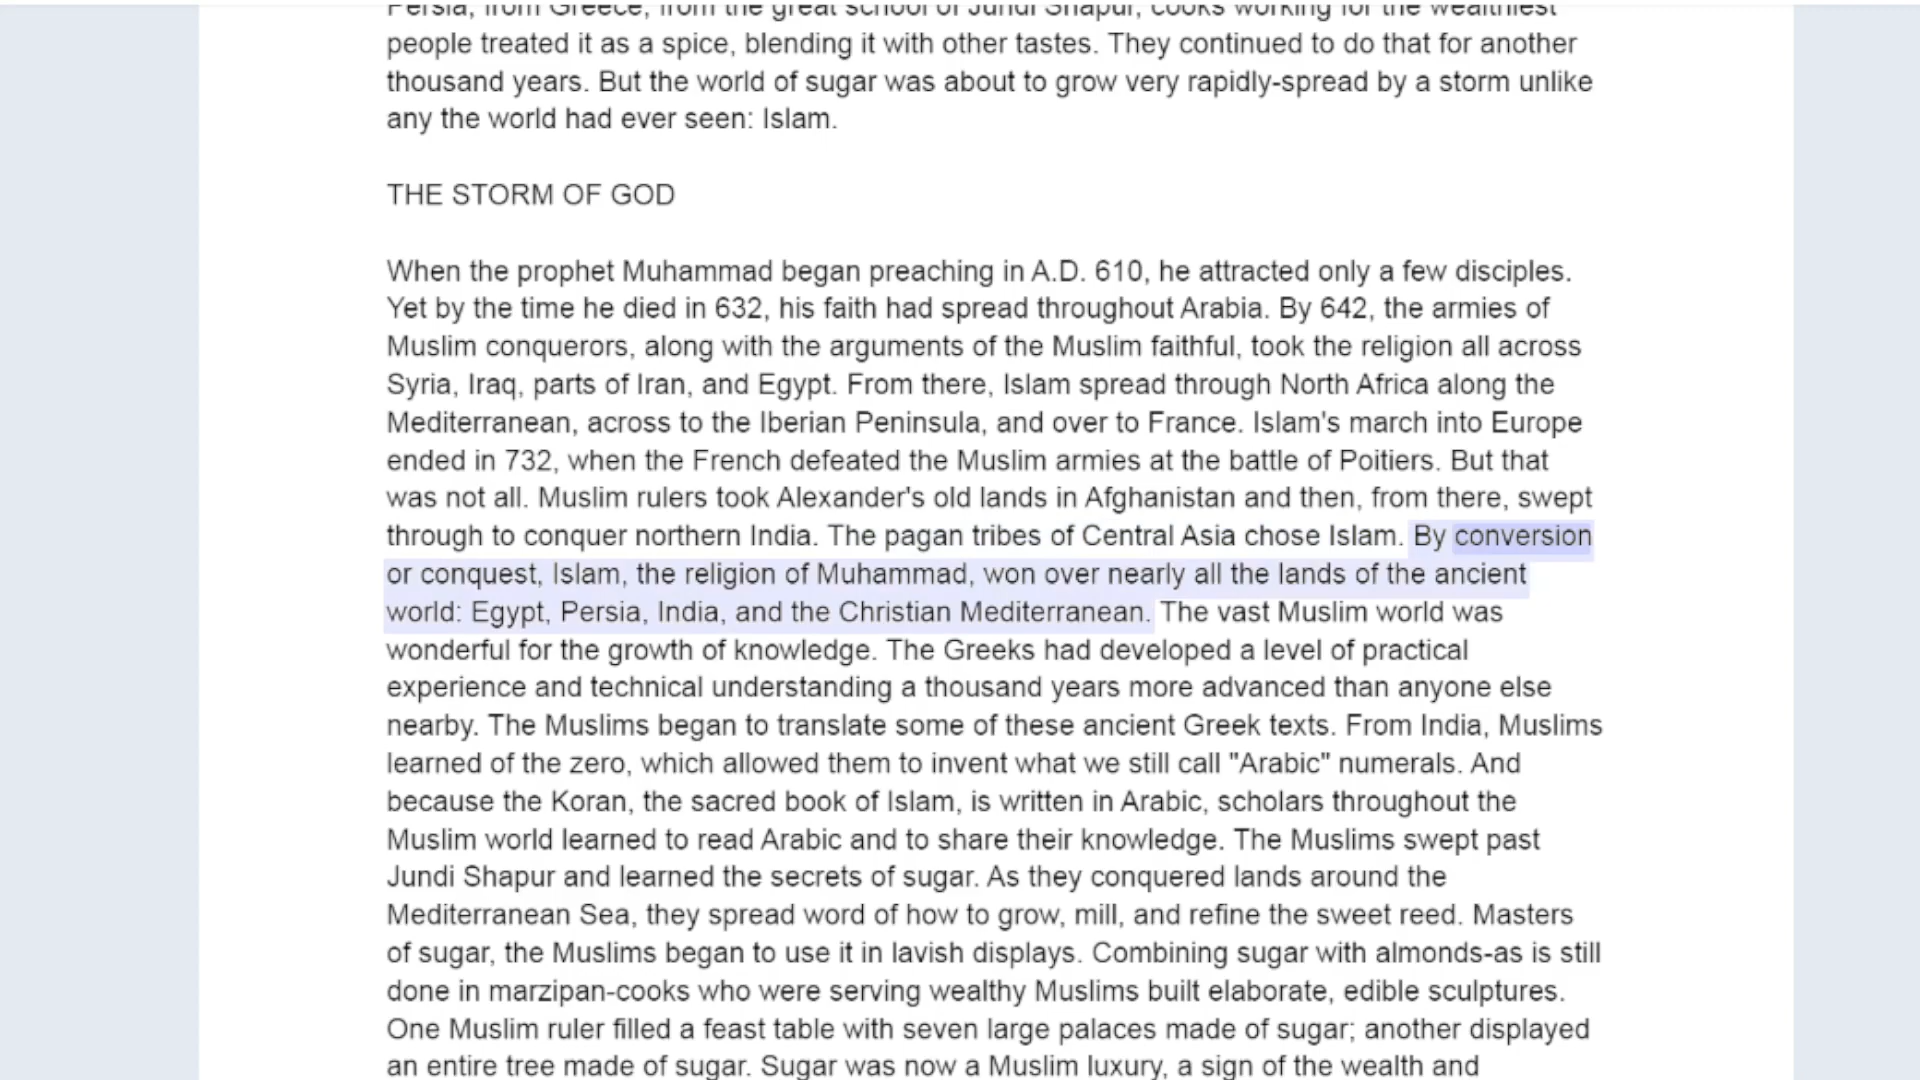 Persia, from Greece, from the great school of Jundi Shapur, cooks working for the wealthiest
people treated it as a spice, blending it with other tastes. They continued to do that for another
thousand years. But the world of sugar was about to grow very rapidly-spread by a storm unlike
any the world had ever seen: Islam.
THE STORM OF GOD
When the prophet Muhammad began preaching in A.D. 610, he attracted only a few disciples.
Yet by the time he died in 632, his faith had spread throughout Arabia. By 642, the armies of
Muslim conquerors, along with the arguments of the Muslim faithful, took the religion all across
Syria, Iraq, parts of Iran, and Egypt. From there, Islam spread through North Africa along the
Mediterranean, across to the Iberian Peninsula, and over to France. Islam's march into Europe
ended in 732, when the French defeated the Muslim armies at the battle of Poitiers. But that
was not all. Muslim rulers took Alexander's old lands in Afghanistan and then, from there, swept
through to conquer northern India. The pagan tribes of Central Asia chose Islam. By conversion
or conquest, Islam, the religion of Muhammad, won over nearly all the lands of the ancient
world: Egypt, Persia, India, and the Christian Mediterranean. The vast Muslim world was
wonderful for the growth of knowledge. The Greeks had developed a level of practical
experience and technical understanding a thousand years more advanced than anyone else
nearby. The Muslims began to translate some of these ancient Greek texts. From India, Muslims
learned of the zero, which allowed them to invent what we still call "Arabic" numerals. And
because the Koran, the sacred book of Islam, is written in Arabic, scholars throughout the
Muslim world learned to read Arabic and to share their knowledge. The Muslims swept past
Jundi Shapur and learned the secrets of sugar. As they conquered lands around the
Mediterranean Sea, they spread word of how to grow, mill, and refine the sweet reed. Masters
of sugar, the Muslims began to use it in lavish displays. Combining sugar with almonds-as is still
done in marzipan-cooks who were serving wealthy Muslims built elaborate, edible sculptures.
One Muslim ruler filled a feast table with seven large palaces made of sugar; another displayed
an entire tree made of sugar. Sugar was now a Muslim luxury, a sign of the wealth and